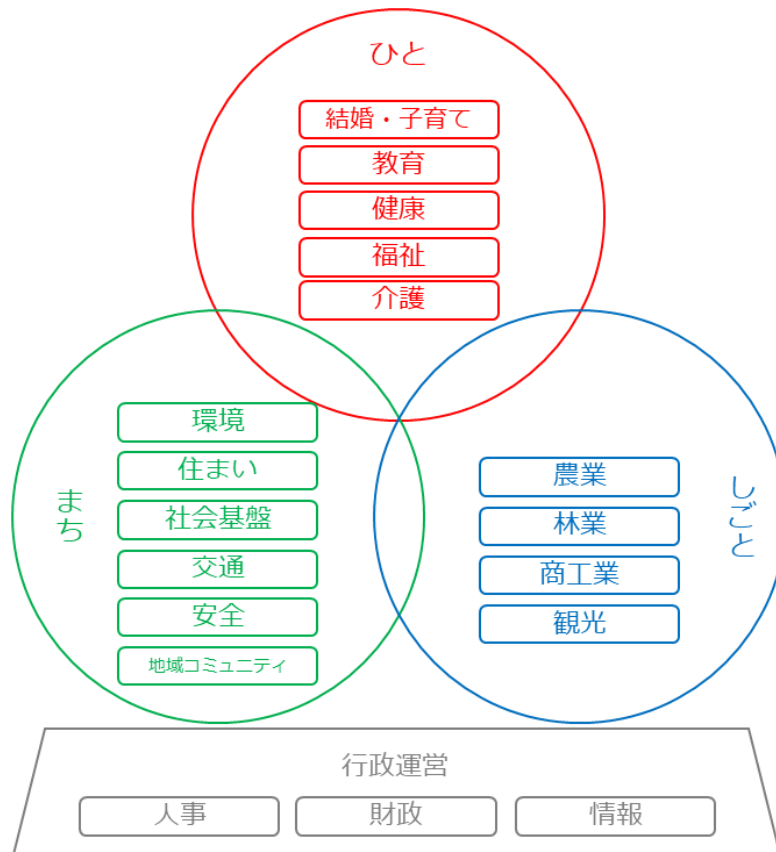 ひと
結婚・子育て
教育
健康
福祉
介護
まち
環境
住まい
社会基盤
交通
安全
地域コミュニティ
しごと
農業
林業
商工業
観光
行政運営
人事
財政
情報